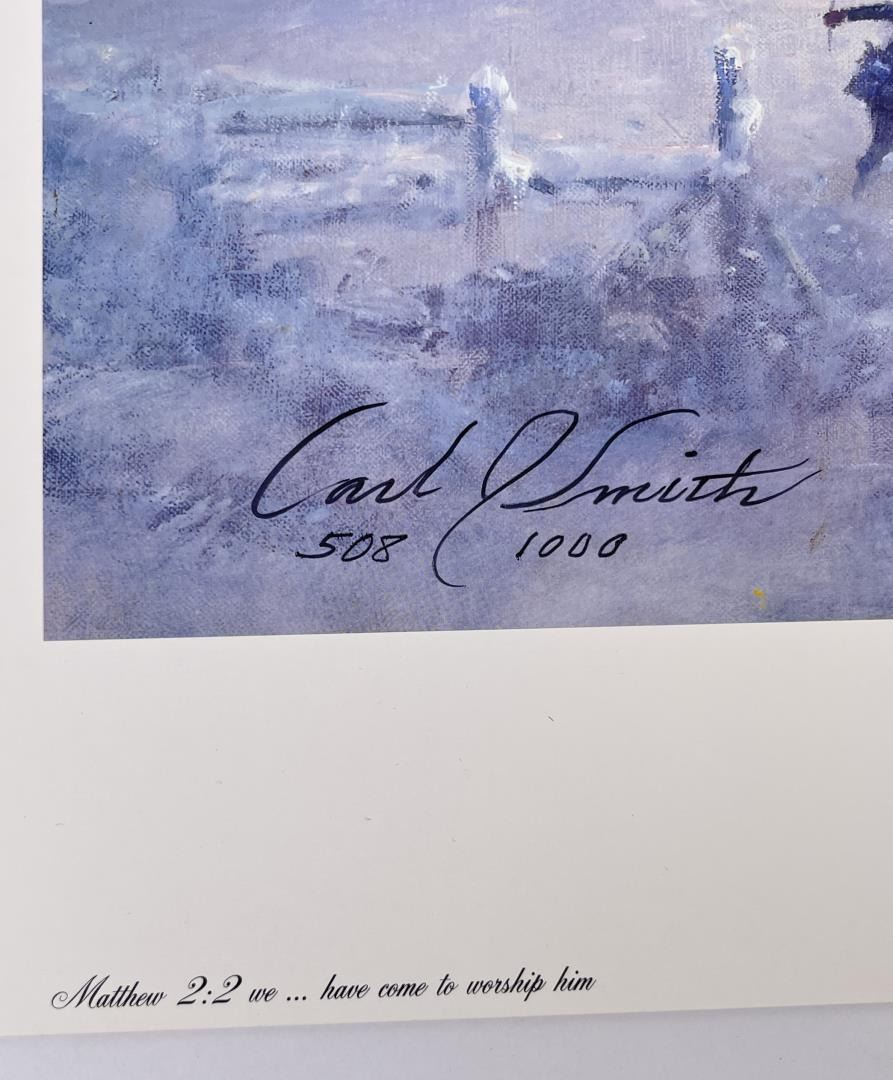 Carl J Smith
508 1000
Matthew 2:2 we ... have come to worship him